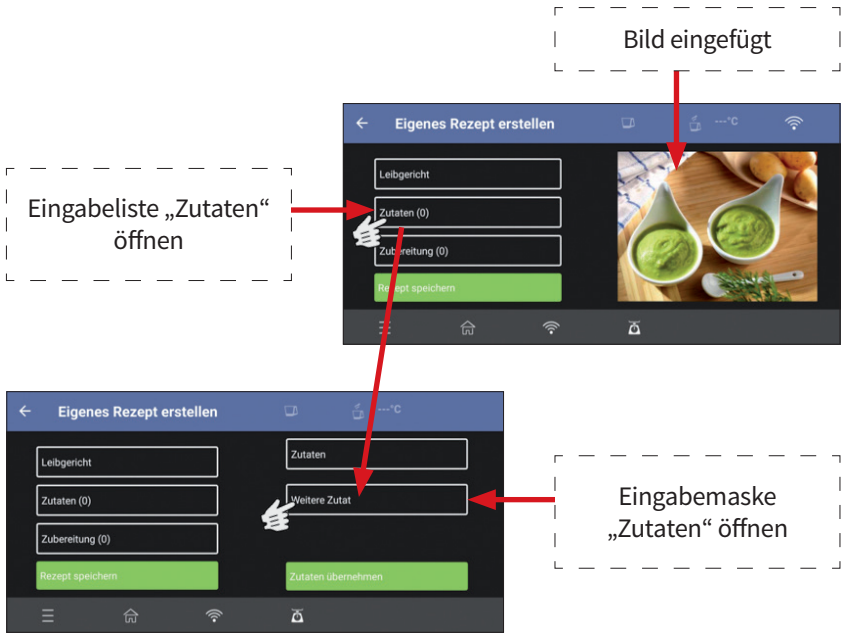 Bild eingefügt
Eigenes Rezept erstellen
---°C
Leibgericht
Eingabeliste „Zutaten“
öffnen
Zutaten (0)
Zubereitung (0)
Rezept speichern
Eigenes Rezept erstellen
---°C
Leibgericht
Zutaten (0)
Zubereitung (0)
Rezept speichern
Zutaten
Weitere Zutat
Zutaten übernehmen
Eingabemaske
„Zutaten“ öffnen